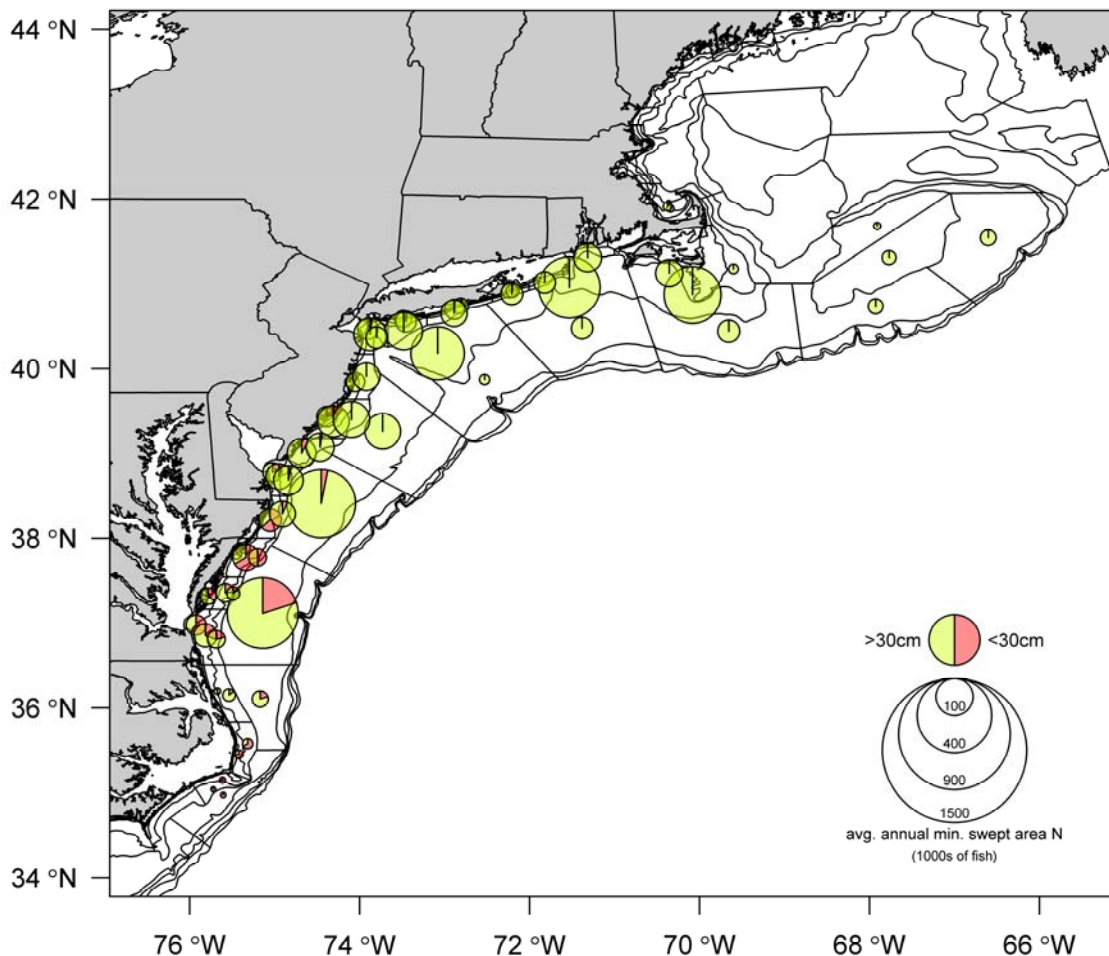 44 °N
42 °N
40 °N
38 °N
36 °N
34 °N
>30cm <30cm
100
400
900
1500
avg. annual min. swept area N
(1000s of fish)
76 °W 74 °W 72 °W 70 °W 68 °W 66 °W